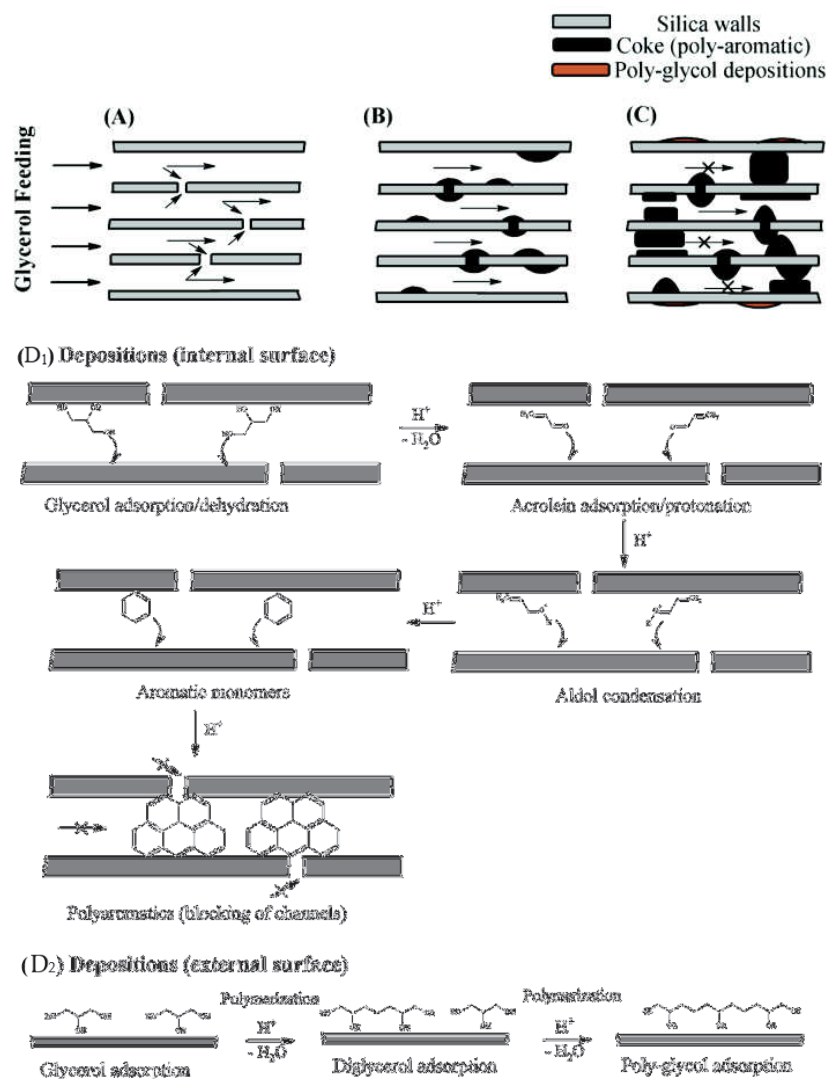 Silica walls
Coke (poly-aromatic)
Poly-glycol depositions
(A)
(B)
(C)
Glycerol Feeding
(D₁) Depositions (internal surface)
H⁺
- H₂O
Glycerol adsorption/dehydration
Acrolein adsorption/protonation
H⁺
H⁺
Aromatic monomers
Aldol condensation
H⁺
Polyaromatics (blocking of channels)
(D₂) Depositions (external surface)
Polymerization
H⁺
- H₂O
Polymerization
H⁺
- H₂O
Glycerol adsorption
Diglycerol adsorption
Poly-glycol adsorption